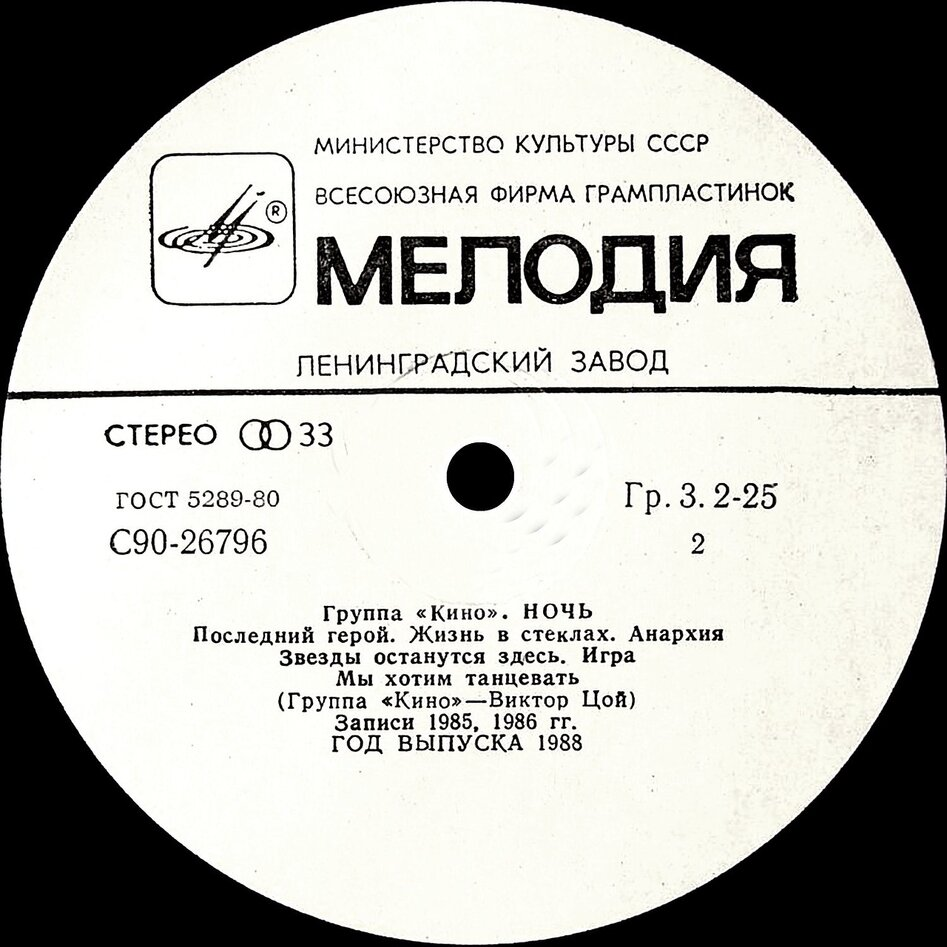 МИНИСТЕРСТВО КУЛЬТУРЫ СССР
ВСЕСОЮЗНАЯ ФИРМА ГРАМПЛАСТИНОК
®
МЕЛОДИЯ
ЛЕНИНГРАДСКИЙ ЗАВОД
СТЕРЕО 33
ГОСТ 5289-80
Гр. 3. 2-25
С90-26796
2
Группа «Кино». НОЧЬ
Последний герой. Жизнь в стеклах. Анархия
Звезды останутся здесь. Игра
Мы хотим танцевать
(Группа «Кино»—Виктор Цой)
Записи 1985, 1986 гг.
ГОД ВЫПУСКА 1988